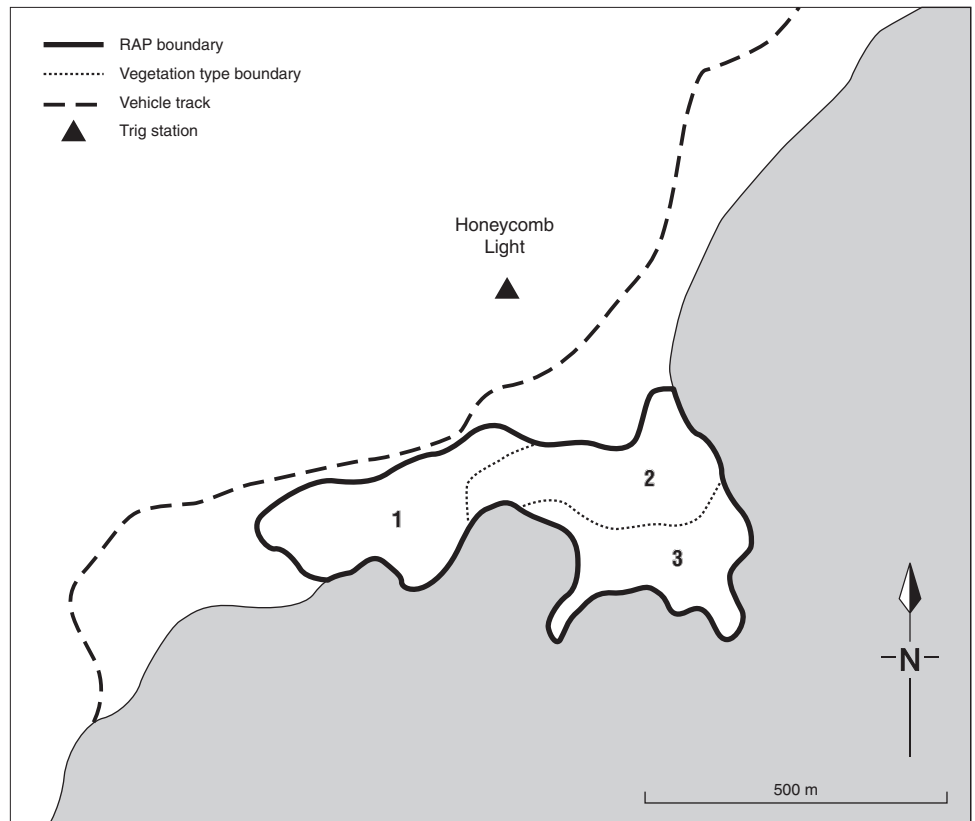 RAP boundary
Vegetation type boundary
Vehicle track
Trig station
Honeycomb
Light
1
2
3
N
500 m